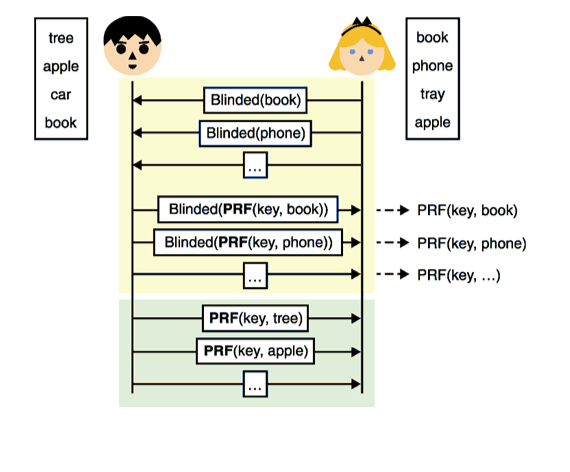 tree
apple
car
book
book
phone
tray
apple
Blinded(book)
Blinded(phone)
...
Blinded(PRF(key, book))
PRF(key, book)
Blinded(PRF(key, phone))
PRF(key, phone)
...
PRF(key, ...)
PRF(key, tree)
PRF(key, apple)
...